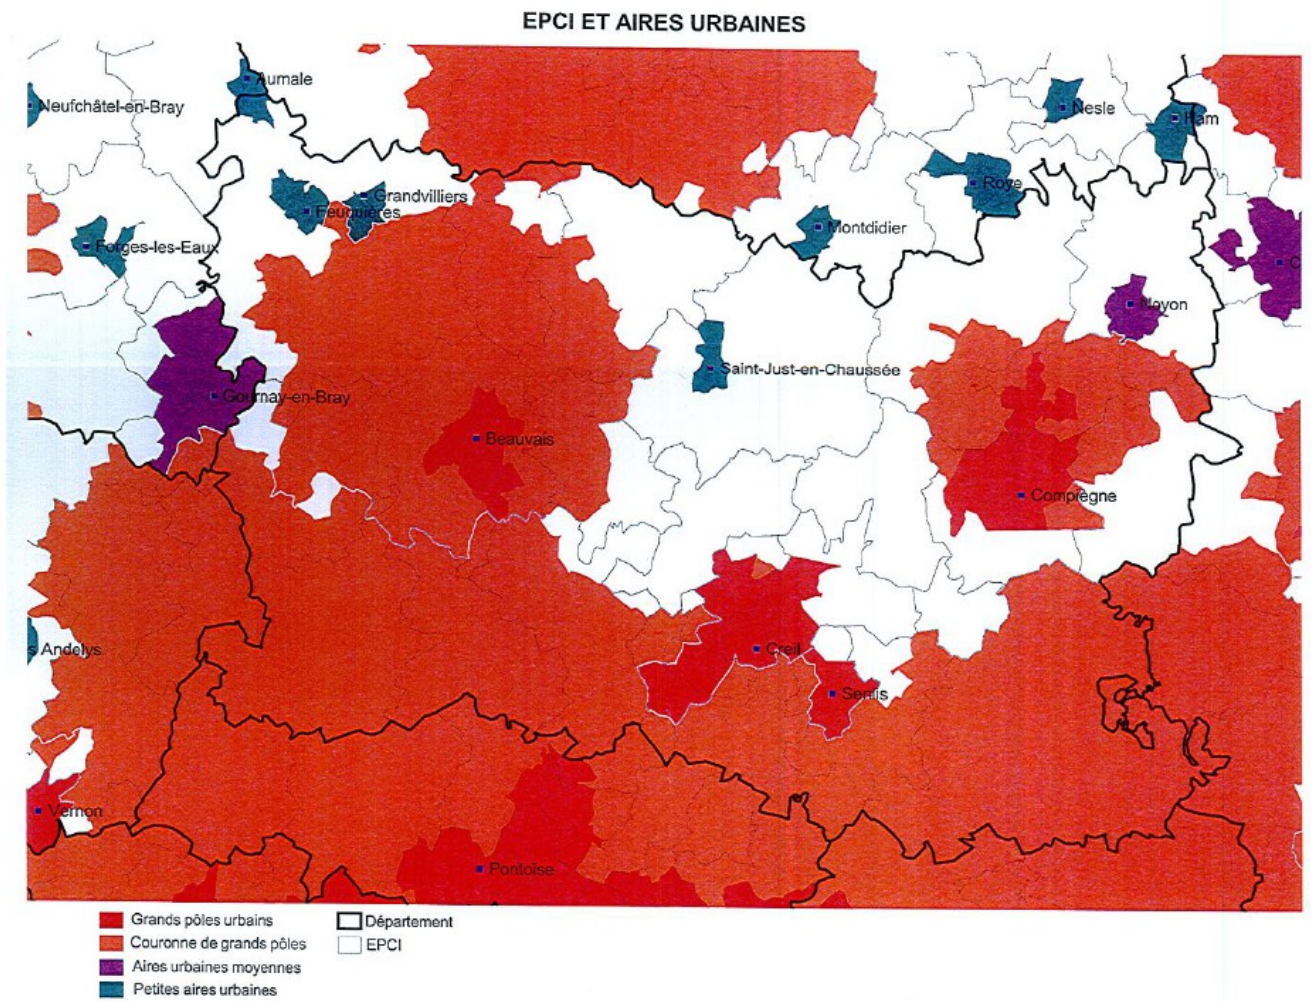 EPCI ET AIRES URBAINES
Aumale
Neufchâtel-en-Bray
Nesle
Ham
Roye
Grandvilliers
Feuquières
Montdidier
Forges-les-Eaux
C
Noyon
Saint-Just-en-Chaussée
Gournay-en-Bray
Beauvais
Compiègne
s Andelys
Creil
Senlis
Vernon
Pontoise
Grands pôles urbains
Département
Couronne de grands pôles
EPCI
Aires urbaines moyennes
Petites aires urbaines